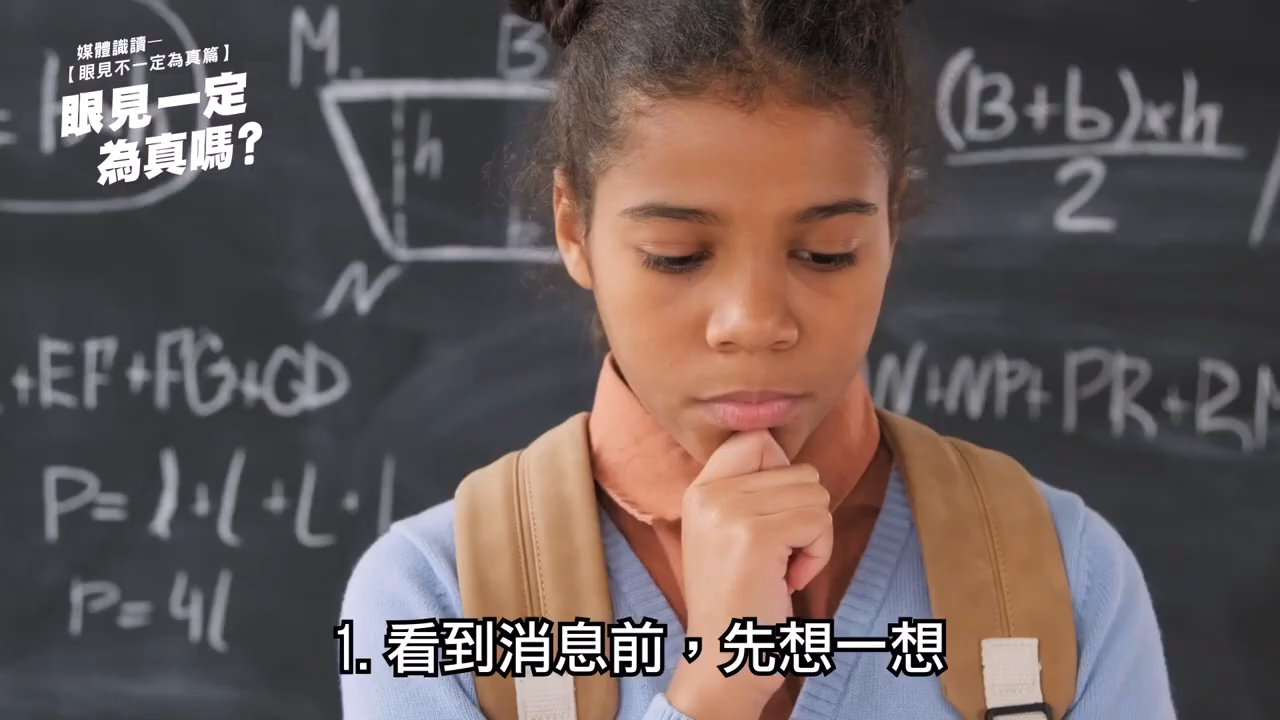 媒體識讀—
【眼見不一定為真篇】
眼見一定
為真嗎?
M.
B
h
(B+b)×h
2
N
+EF+FG+GD
N+NP+PR+RM
P=l+l+l+l
P=4l
1. 看到消息前，先想一想